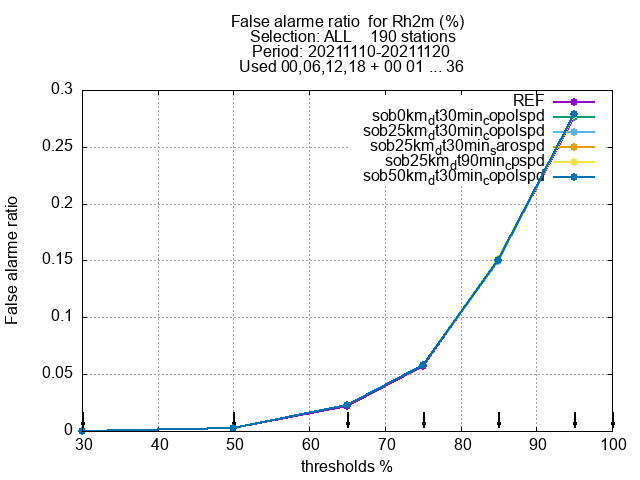 False alarme ratio  for Rh2m (%)
Selection: ALL    190 stations
Period: 20211110-20211120
Used 00,06,12,18 + 00 01 ... 36
0.3
0.25
0.2
0.15
0.1
0.05
0
False alarme ratio
REF
sob0km_dt30min_copolspd
sob25km_dt30min_copolspd
sob25km_dt30min_sarospd
sob25km_dt90min_cpspd
sob50km_dt30min_copolspd
30 40 50 60 70 80 90 100
thresholds %